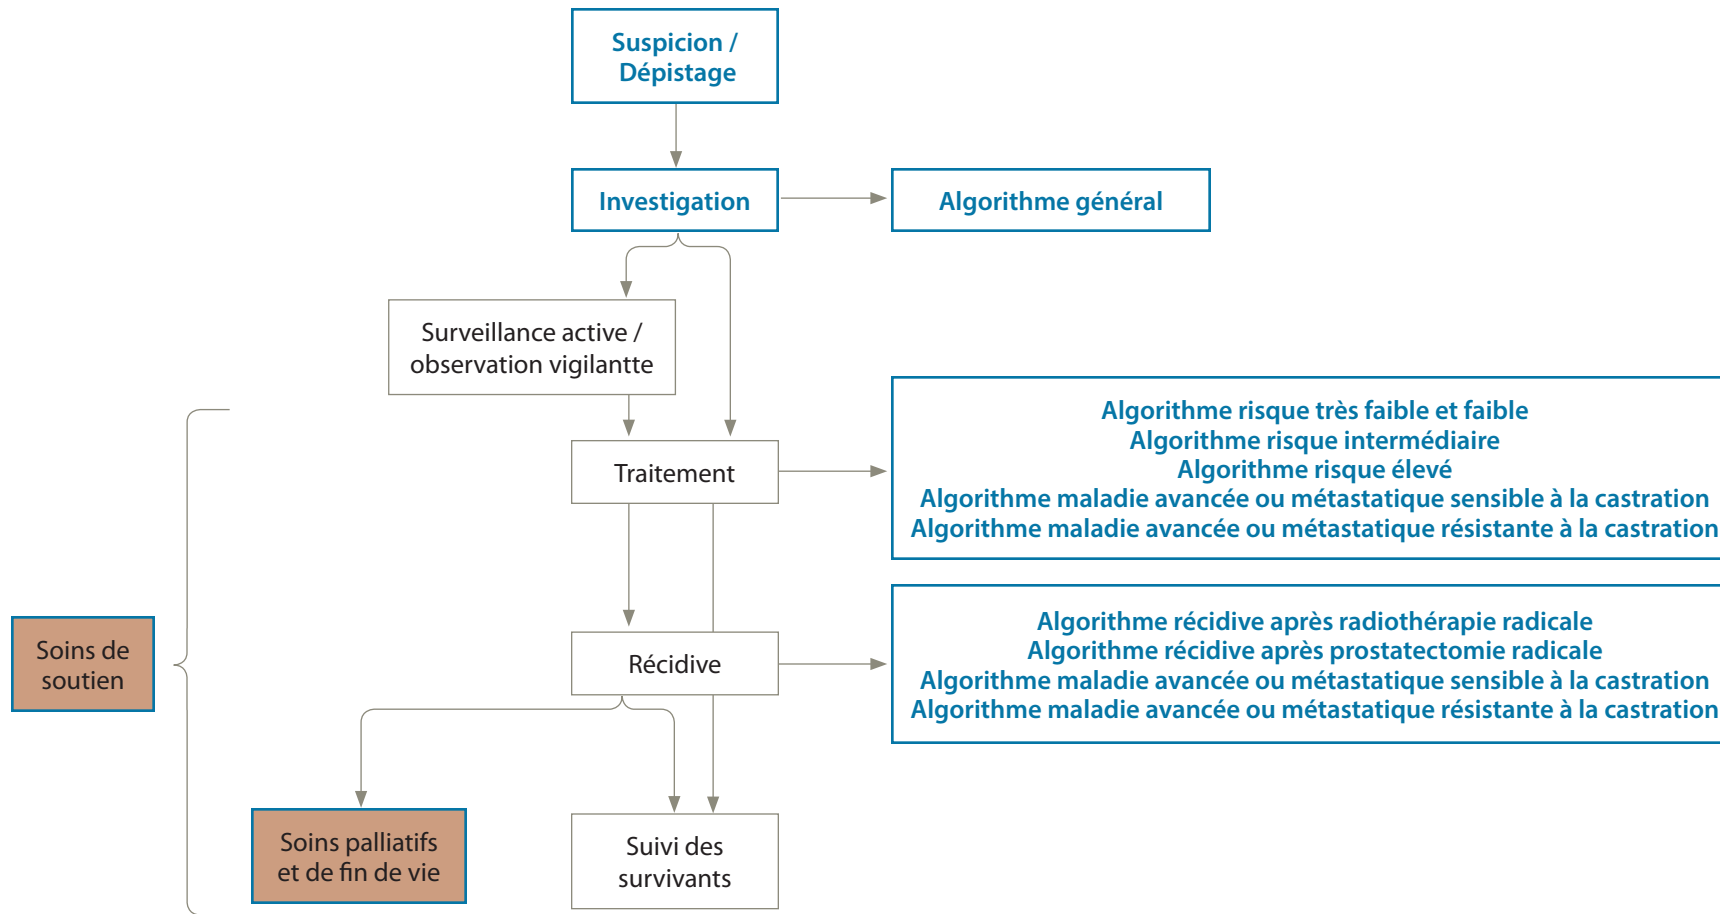 Suspicion /
Dépistage
Investigation
Algorithme général
Surveillance active /
observation vigilantte
Algorithme risque très faible et faible
Algorithme risque intermédiaire
Algorithme risque élevé
Algorithme maladie avancée ou métastatique sensible à la castration
Algorithme maladie avancée ou métastatique résistante à la castration
Traitement
Algorithme récidive après radiothérapie radicale
Algorithme récidive après prostatectomie radicale
Algorithme maladie avancée ou métastatique sensible à la castration
Algorithme maladie avancée ou métastatique résistante à la castration
Récidive
Soins de
soutien
Soins palliatifs
et de fin de vie
Suivi des
survivants